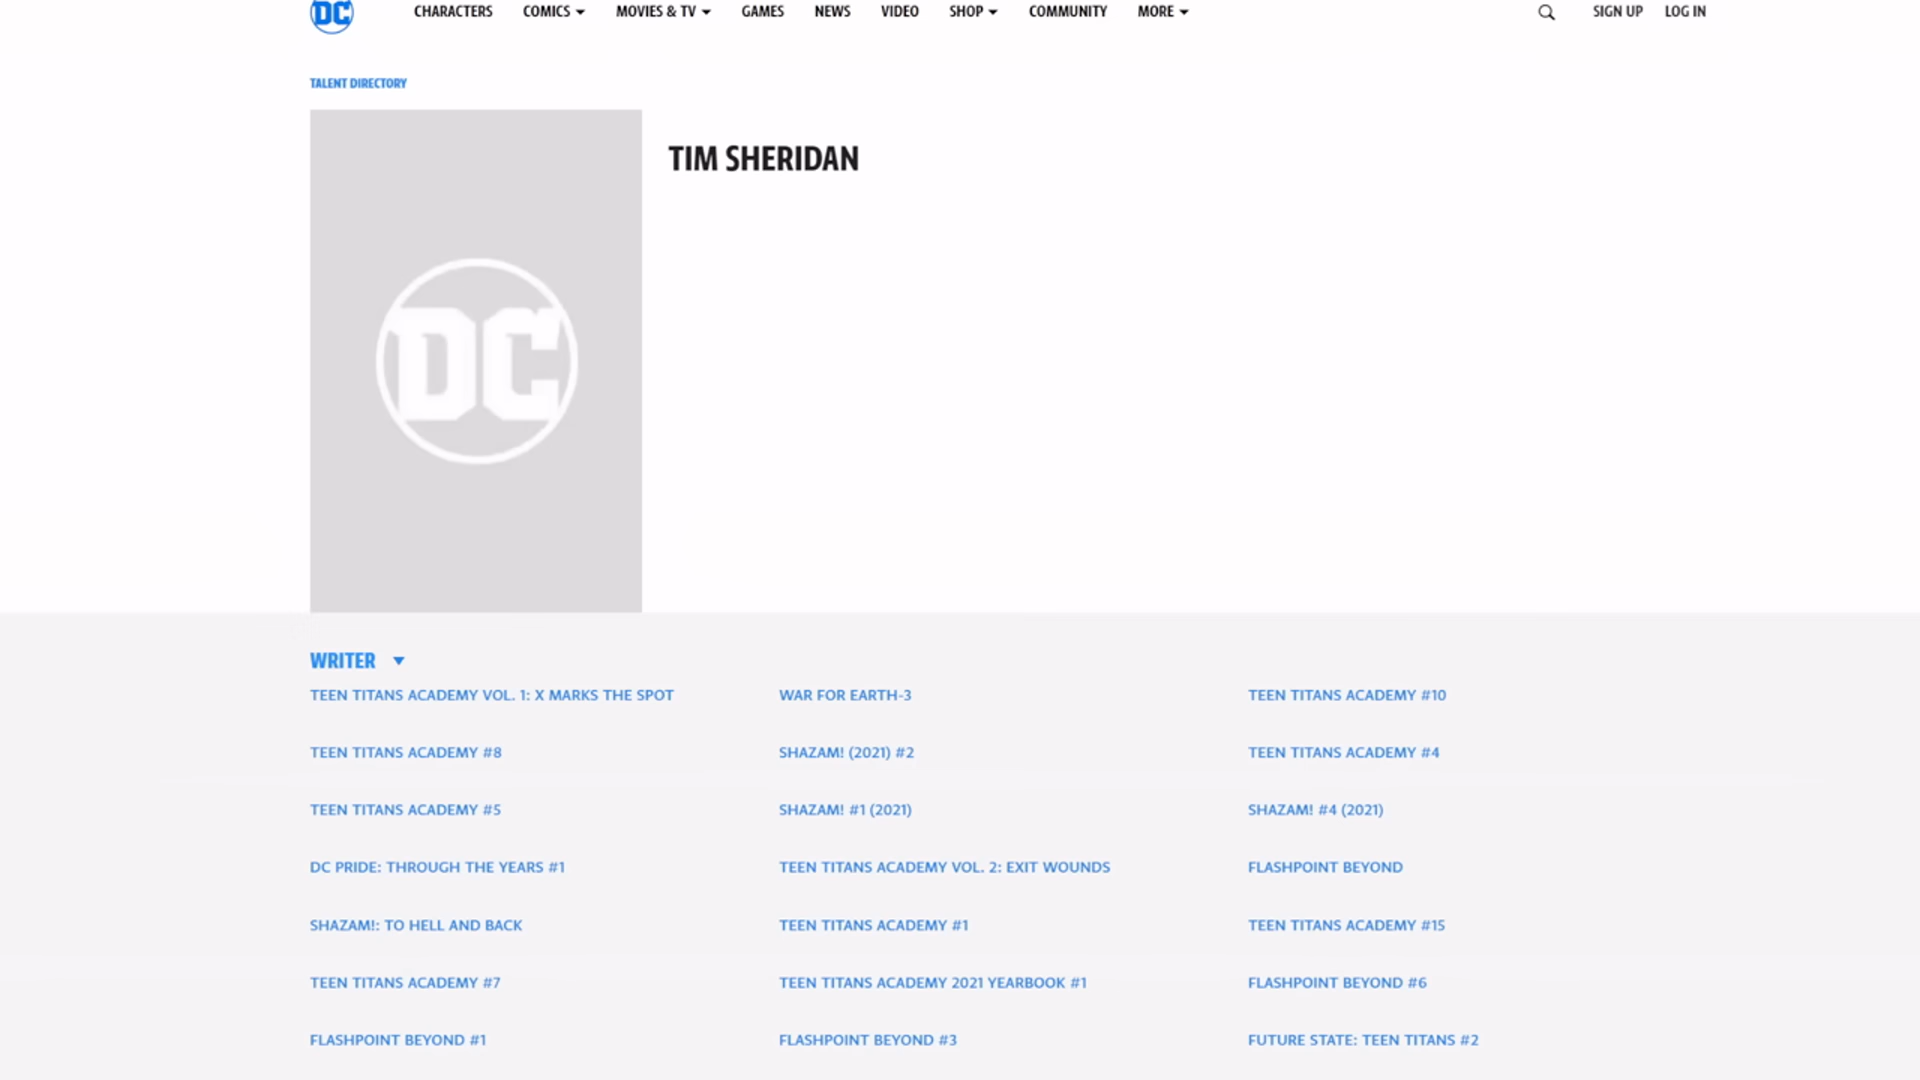 DC CHARACTERS COMICS MOVIES & TV GAMES NEWS VIDEO SHOP COMMUNITY MORE SIGN UP LOG IN
TALENT DIRECTORY
TIM SHERIDAN
DC
WRITER
TEEN TITANS ACADEMY VOL. 1: X MARKS THE SPOT WAR FOR EARTH-3 TEEN TITANS ACADEMY #10
TEEN TITANS ACADEMY #8 SHAZAM! (2021) #2 TEEN TITANS ACADEMY #4
TEEN TITANS ACADEMY #5 SHAZAM! #1 (2021) SHAZAM! #4 (2021)
DC PRIDE: THROUGH THE YEARS #1 TEEN TITANS ACADEMY VOL. 2: EXIT WOUNDS FLASHPOINT BEYOND
SHAZAM!: TO HELL AND BACK TEEN TITANS ACADEMY #1 TEEN TITANS ACADEMY #15
TEEN TITANS ACADEMY #7 TEEN TITANS ACADEMY 2021 YEARBOOK #1 FLASHPOINT BEYOND #6
FLASHPOINT BEYOND #1 FLASHPOINT BEYOND #3 FUTURE STATE: TEEN TITANS #2